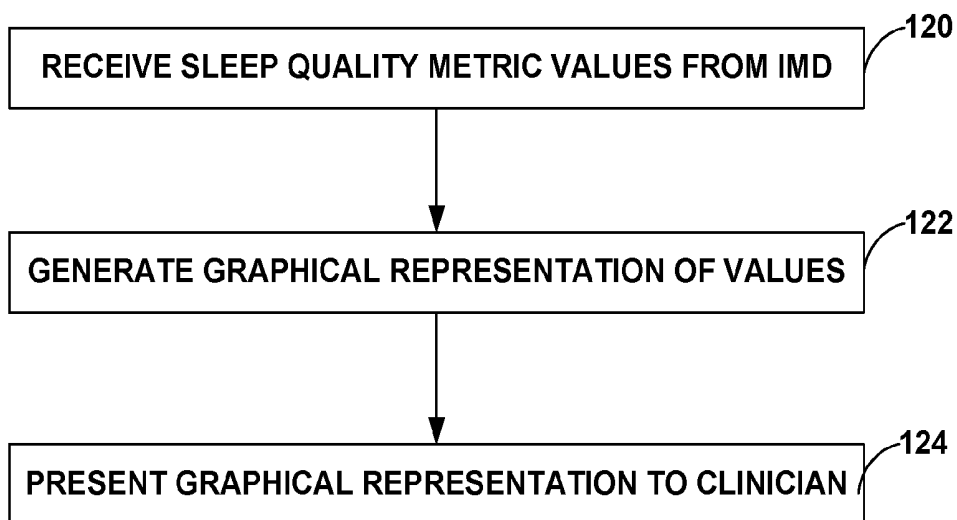 120
RECEIVE SLEEP QUALITY METRIC VALUES FROM IMD
122
GENERATE GRAPHICAL REPRESENTATION OF VALUES
124
PRESENT GRAPHICAL REPRESENTATION TO CLINICIAN